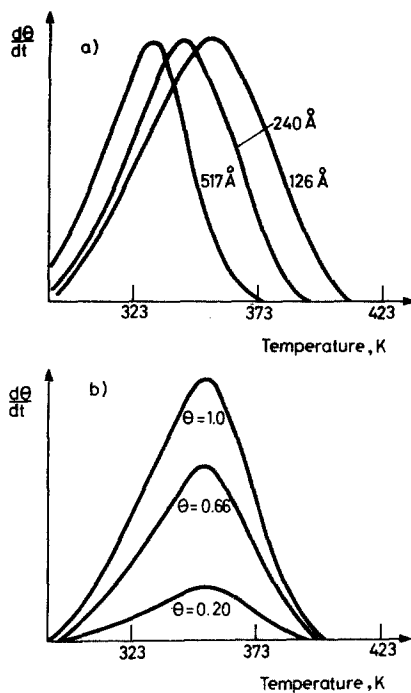 dθ
dt
a)
240 Å
517 Å
126 Å
323
373
423
Temperature, K
dθ
dt
b)
θ=1.0
θ=0.66
θ=0.20
323
373
423
Temperature, K